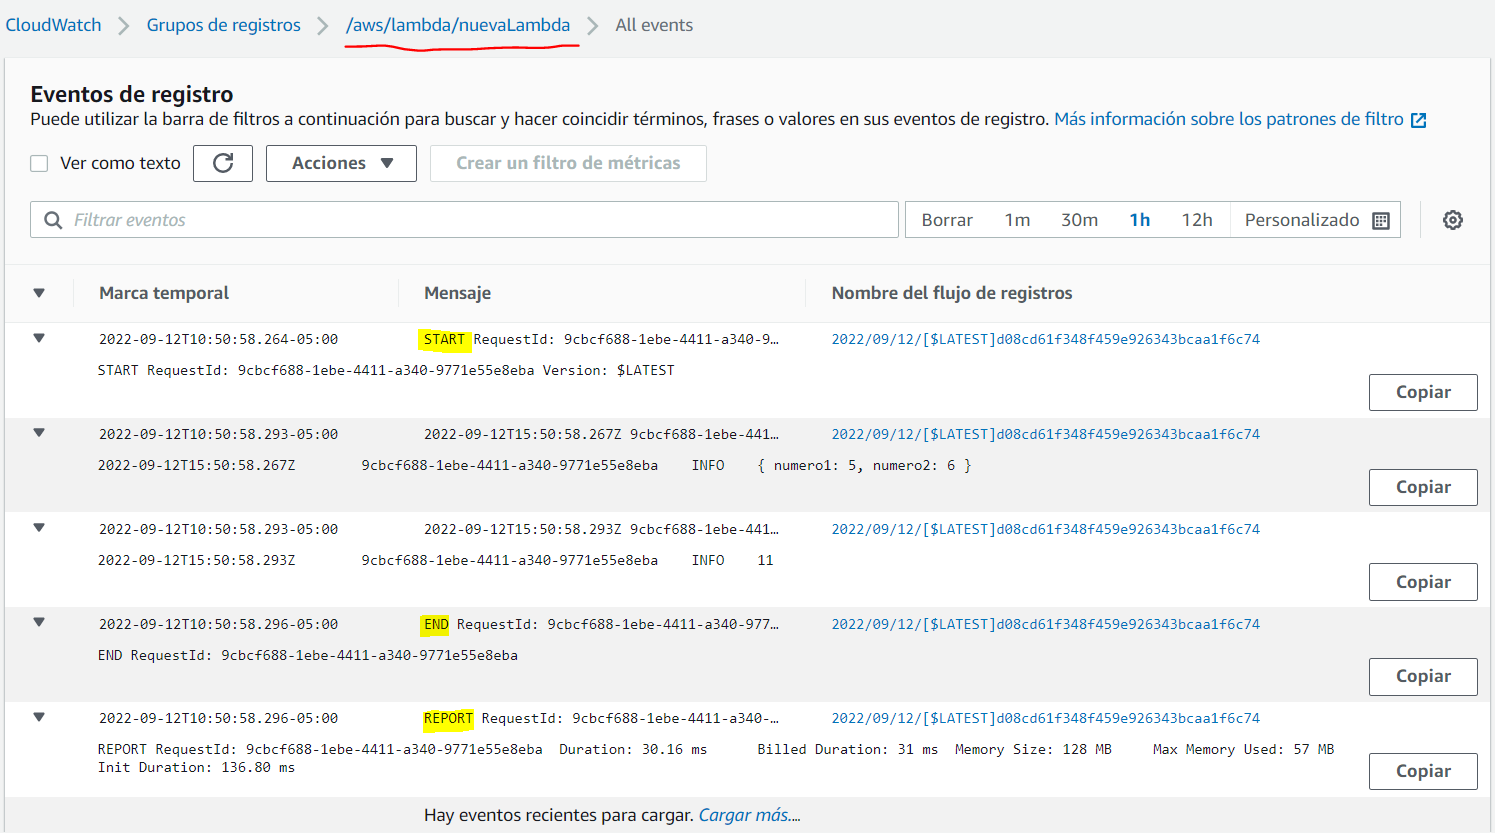 CloudWatch > Grupos de registros > /aws/lambda/nuevaLambda > All events
Eventos de registro
Puede utilizar la barra de filtros a continuación para buscar y hacer coincidir términos, frases o valores en sus eventos de registro. Más información sobre los patrones de filtro
Ver como texto Acciones Crear un filtro de métricas
Filtrar eventos Borrar 1m 30m 1h 12h Personalizado
Marca temporal Mensaje Nombre del flujo de registros
2022-09-12T10:50:58.264-05:00 START RequestId: 9cbcf688-1ebe-4411-a340-9… 2022/09/12/[$LATEST]d08cd61f348f459e926343bcaa1f6c74
START RequestId: 9cbcf688-1ebe-4411-a340-9771e55e8eba Version: $LATEST
Copiar
2022-09-12T10:50:58.293-05:00 2022-09-12T15:50:58.267Z 9cbcf688-1ebe-441… 2022/09/12/[$LATEST]d08cd61f348f459e926343bcaa1f6c74
2022-09-12T15:50:58.267Z 9cbcf688-1ebe-4411-a340-9771e55e8eba INFO { numero1: 5, numero2: 6 }
Copiar
2022-09-12T10:50:58.293-05:00 2022-09-12T15:50:58.293Z 9cbcf688-1ebe-441… 2022/09/12/[$LATEST]d08cd61f348f459e926343bcaa1f6c74
2022-09-12T15:50:58.293Z 9cbcf688-1ebe-4411-a340-9771e55e8eba INFO 11
Copiar
2022-09-12T10:50:58.296-05:00 END RequestId: 9cbcf688-1ebe-4411-a340-977… 2022/09/12/[$LATEST]d08cd61f348f459e926343bcaa1f6c74
END RequestId: 9cbcf688-1ebe-4411-a340-9771e55e8eba
Copiar
2022-09-12T10:50:58.296-05:00 REPORT RequestId: 9cbcf688-1ebe-4411-a340-… 2022/09/12/[$LATEST]d08cd61f348f459e926343bcaa1f6c74
REPORT RequestId: 9cbcf688-1ebe-4411-a340-9771e55e8eba Duration: 30.16 ms Billed Duration: 31 ms Memory Size: 128 MB Max Memory Used: 57 MB
Init Duration: 136.80 ms
Copiar
Hay eventos recientes para cargar. Cargar más....